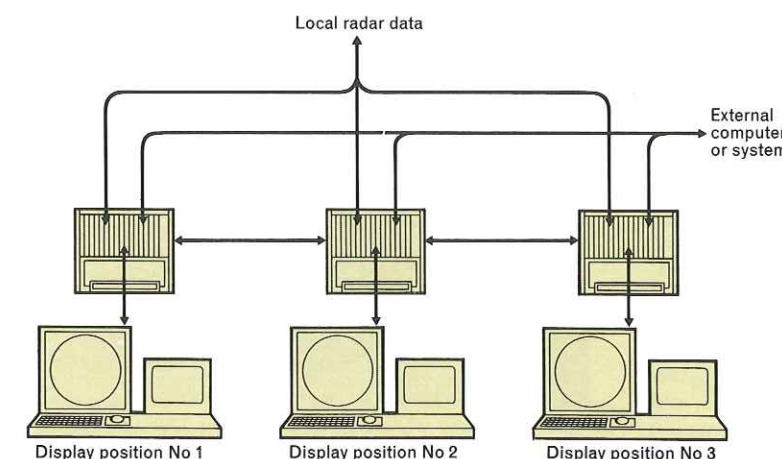 Local radar data
External
computer
or system
Display position No 1
Display position No 2
Display position No 3